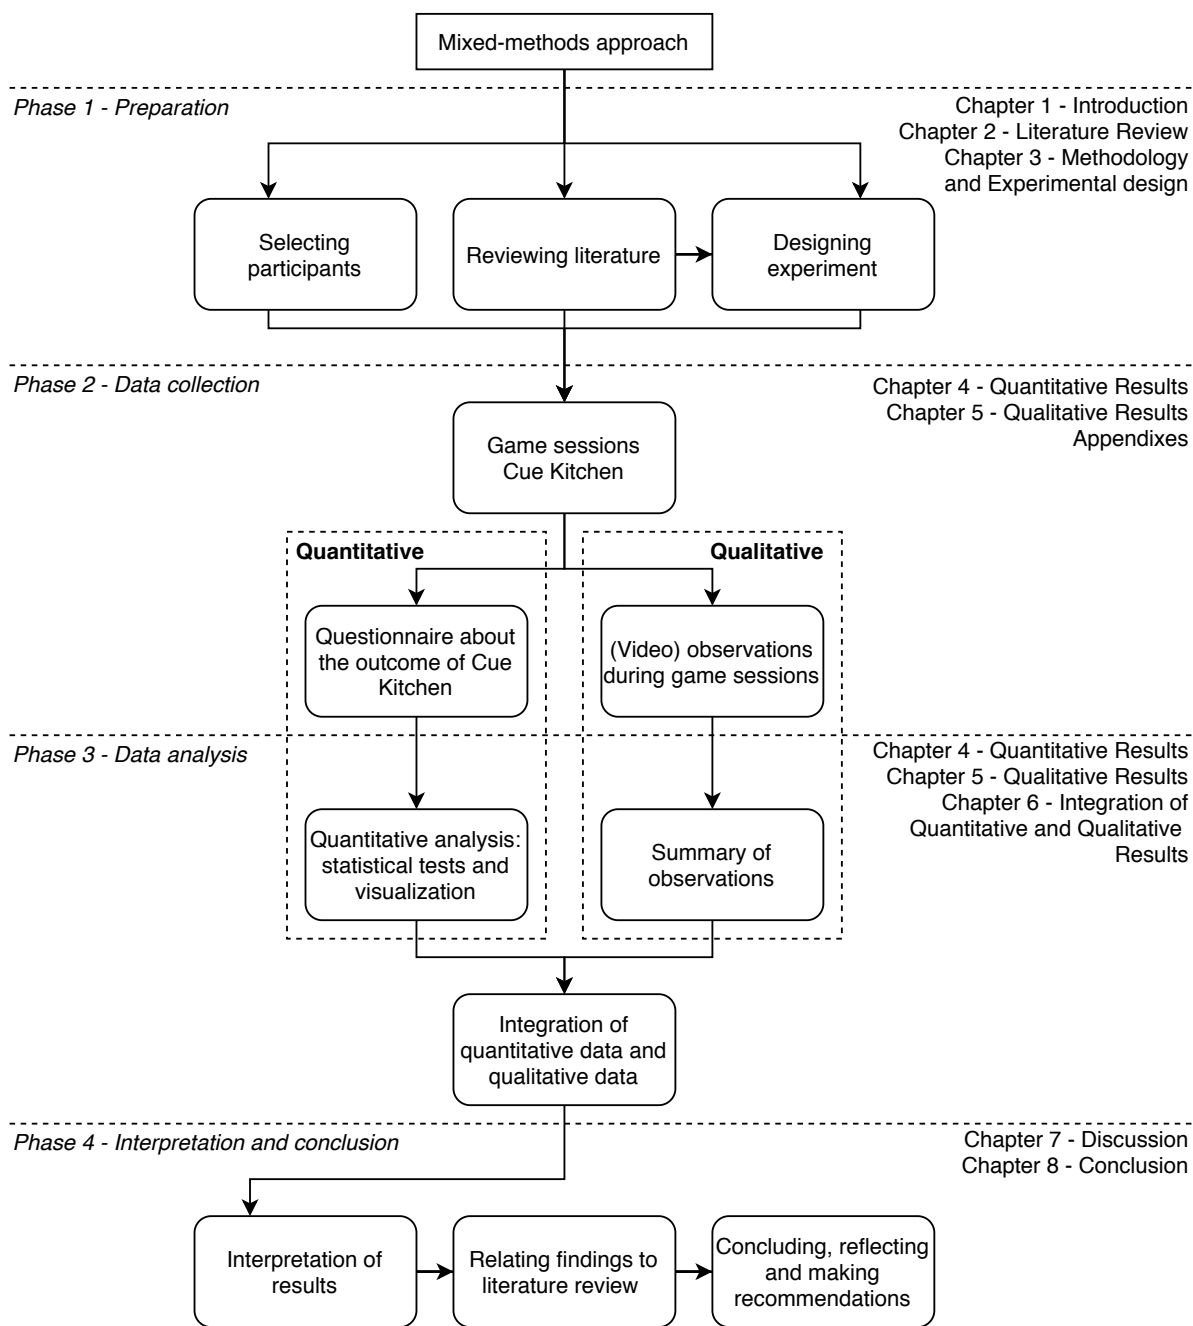 Mixed-methods approach
Phase 1 - Preparation
Chapter 1 - Introduction
Chapter 2 - Literature Review
Chapter 3 - Methodology
and Experimental design
Selecting
participants
Reviewing literature
Designing
experiment
Phase 2 - Data collection
Chapter 4 - Quantitative Results
Chapter 5 - Qualitative Results
Appendixes
Game sessions
Cue Kitchen
Quantitative
Qualitative
Questionnaire about
the outcome of Cue
Kitchen
(Video) observations
during game sessions
Phase 3 - Data analysis
Chapter 4 - Quantitative Results
Chapter 5 - Qualitative Results
Chapter 6 - Integration of
Quantitative and Qualitative
Results
Quantitative analysis:
statistical tests and
visualization
Summary of
observations
Integration of
quantitative data and
qualitative data
Phase 4 - Interpretation and conclusion
Chapter 7 - Discussion
Chapter 8 - Conclusion
Interpretation of
results
Relating findings to
literature review
Concluding, reflecting
and making
recommendations